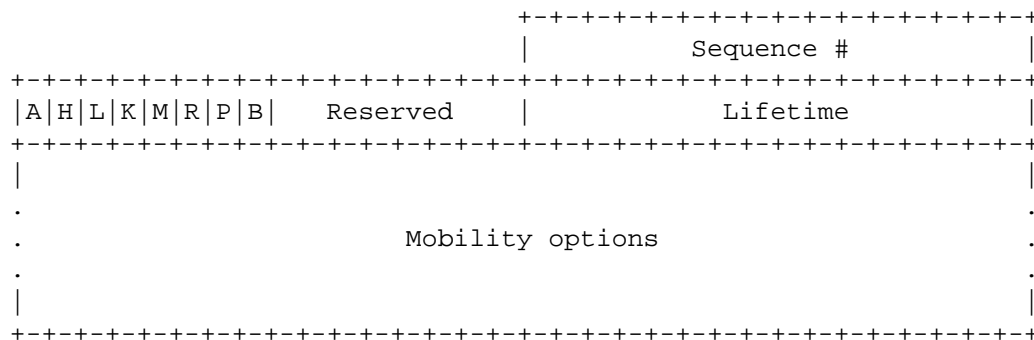 +-+-+-+-+-+-+-+-+-+-+-+-+-+-+-+-+
                                |          Sequence #           |
+-+-+-+-+-+-+-+-+-+-+-+-+-+-+-+-+-+-+-+-+-+-+-+-+-+-+-+-+-+-+-+-+
|A|H|L|K|M|R|P|B|   Reserved    |            Lifetime           |
+-+-+-+-+-+-+-+-+-+-+-+-+-+-+-+-+-+-+-+-+-+-+-+-+-+-+-+-+-+-+-+-+
|                                                               |
.                                                               .
.                        Mobility options                       .
.                                                               .
|                                                               |
+-+-+-+-+-+-+-+-+-+-+-+-+-+-+-+-+-+-+-+-+-+-+-+-+-+-+-+-+-+-+-+-+